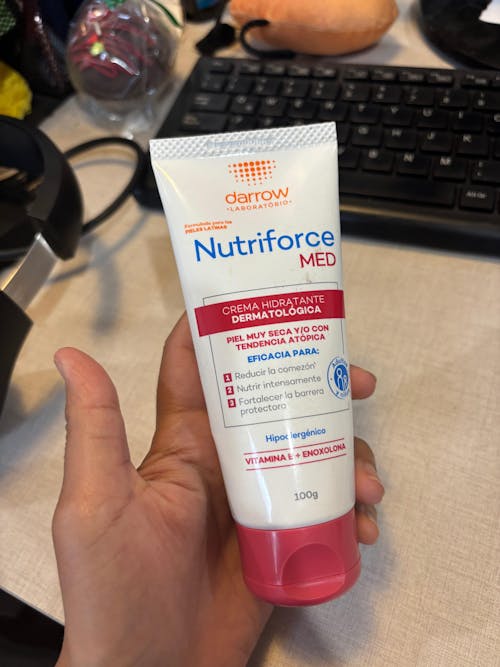 darrow
•LABORATÓRIO•
Formulado para las
PIELES LATINAS
Nutriforce
MED
CREMA HIDRATANTE
DERMATOLÓGICA
PIEL MUY SECA Y/O CON
TENDENCIA ATÓPICA
EFICACIA PARA:
1 Reducir la comezón*
2 Nutrir intensamente
3 Fortalecer la barrera
protectora
Hipoalergénico
VITAMINA E + ENOXOLONA
100g